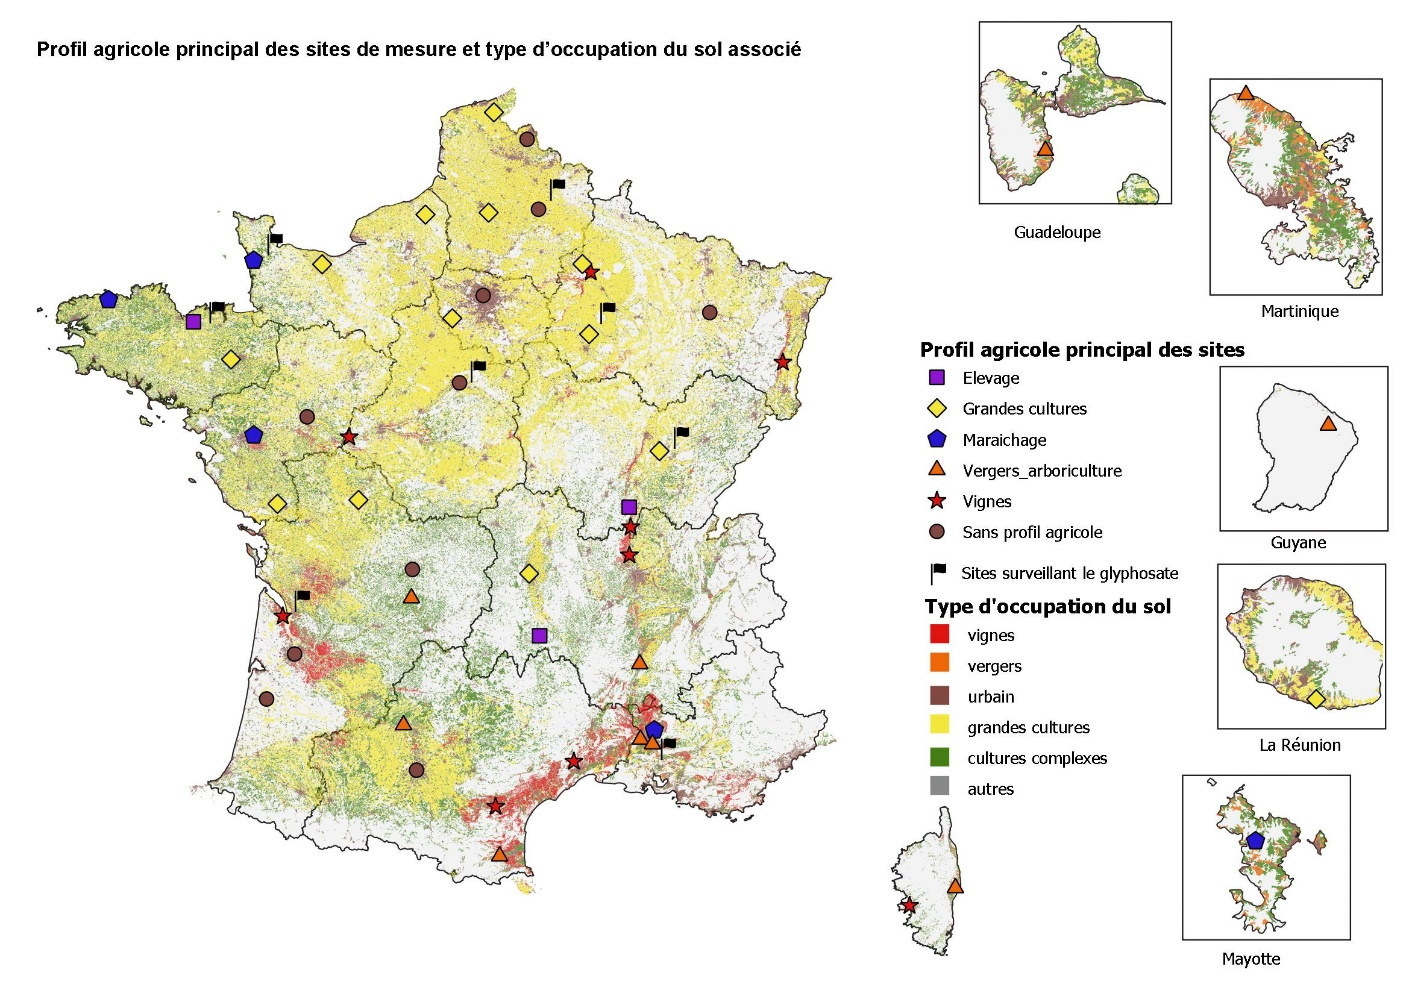 Profil agricole principal des sites de mesure et type d’occupation du sol associé
Guadeloupe
Martinique
Profil agricole principal des sites
Elevage
Grandes cultures
Maraichage
Vergers_arboriculture
Vignes
Sans profil agricole
Sites surveillant le glyphosate
Type d'occupation du sol
vignes
vergers
urbain
grandes cultures
cultures complexes
autres
Guyane
La Réunion
Mayotte